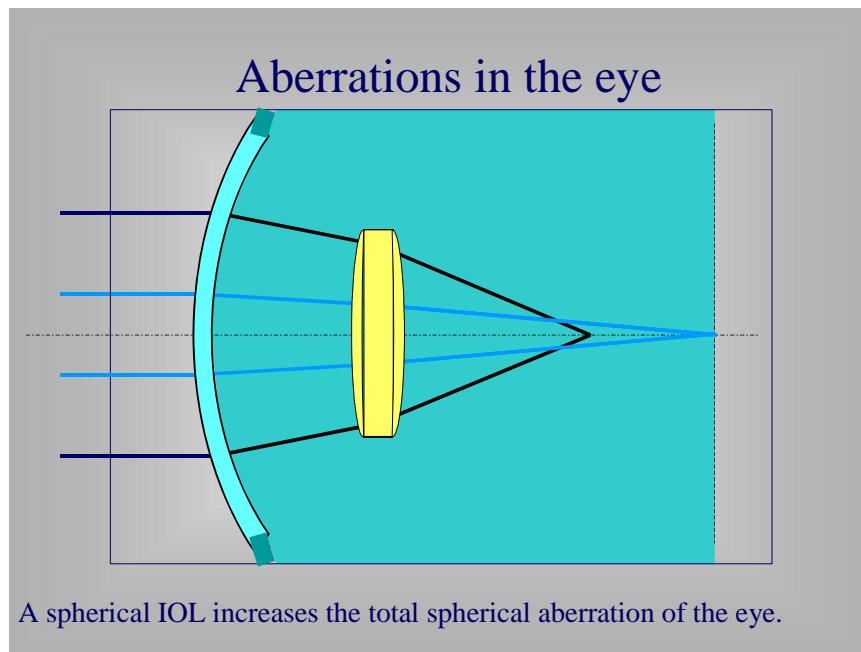 Aberrations in the eye
A spherical IOL increases the total spherical aberration of the eye.